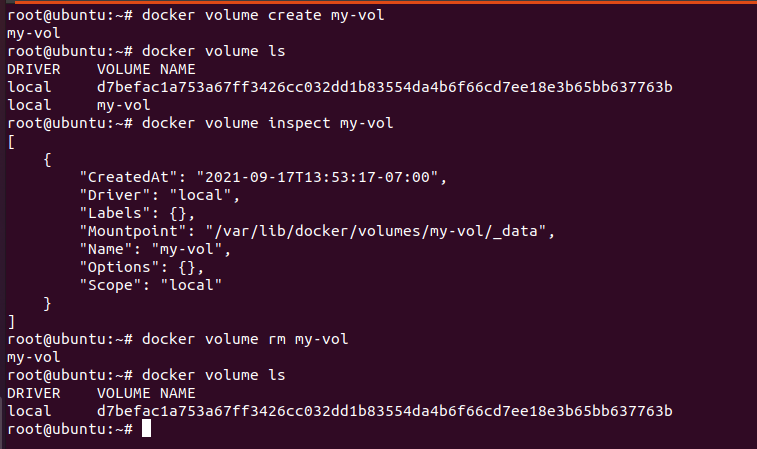 root@ubuntu:~# docker volume create my-vol
my-vol
root@ubuntu:~# docker volume ls
DRIVER    VOLUME NAME
local     d7befac1a753a67ff3426cc032dd1b83554da4b6f66cd7ee18e3b65bb637763b
local     my-vol
root@ubuntu:~# docker volume inspect my-vol
[
    {
        "CreatedAt": "2021-09-17T13:53:17-07:00",
        "Driver": "local",
        "Labels": {},
        "Mountpoint": "/var/lib/docker/volumes/my-vol/_data",
        "Name": "my-vol",
        "Options": {},
        "Scope": "local"
    }
]
root@ubuntu:~# docker volume rm my-vol
my-vol
root@ubuntu:~# docker volume ls
DRIVER    VOLUME NAME
local     d7befac1a753a67ff3426cc032dd1b83554da4b6f66cd7ee18e3b65bb637763b
root@ubuntu:~#